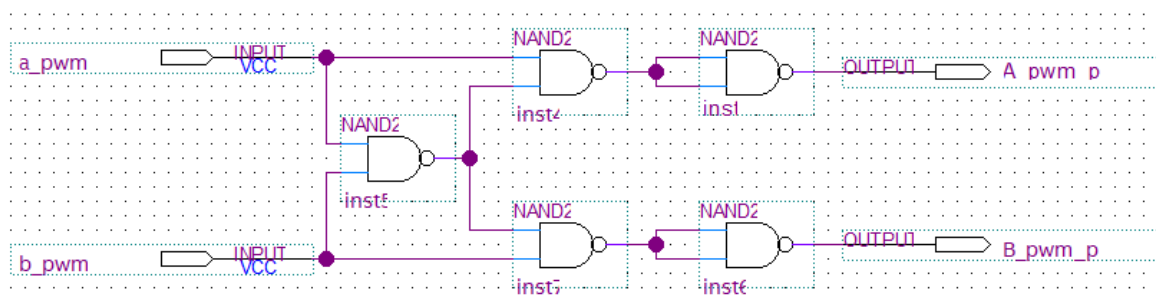 NAND2
NAND2
a_pwm
INPUT
VCC
OUTPUT
A_pwm_p
inst4
inst
NAND2
inst5
NAND2
NAND2
b_pwm
INPUT
VCC
OUTPUT
B_pwm_p
inst7
inst6